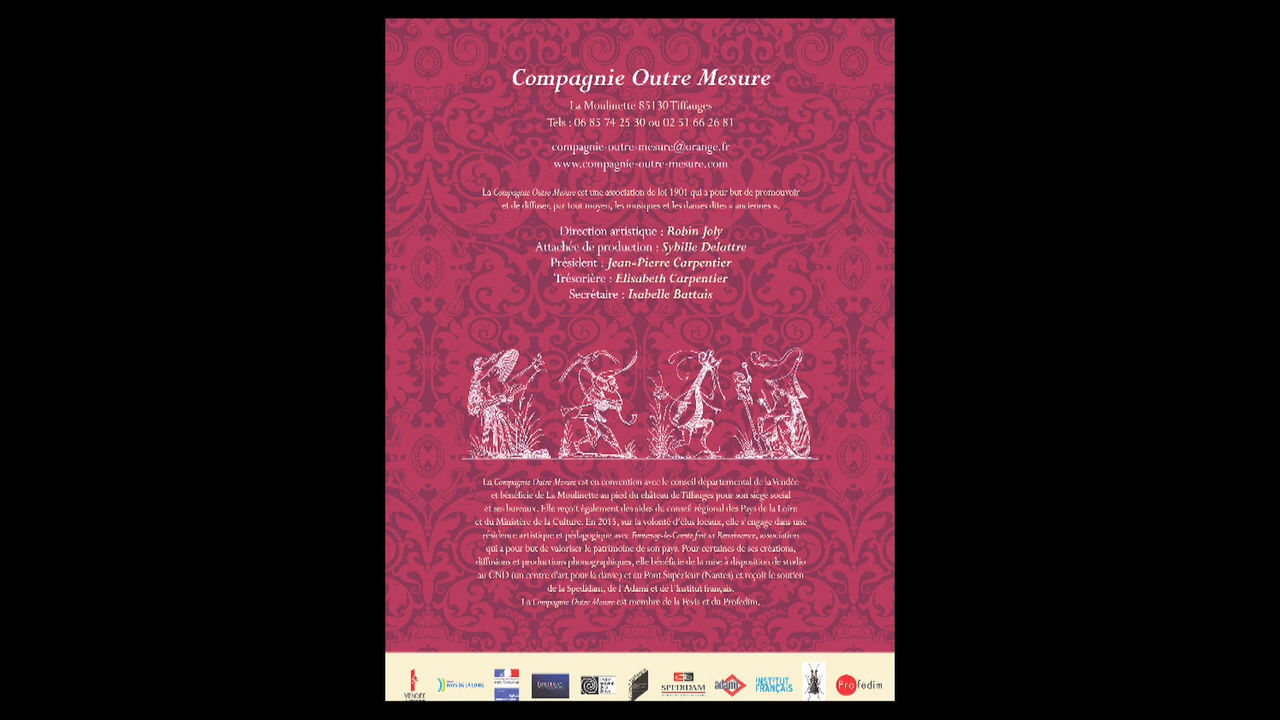 Compagnie Outre Mesure
La Moulinette 85130 Tiffauges
Tels : 06 85 74 25 30 ou 02 51 66 26 81
compagnie-outre-mesure@orange.fr
www.compagnie-outre-mesure.com
La Compagnie Outre Mesure est une association de loi 1901 qui a pour but de promouvoir
et de diffuser, par tout moyen, les musiques et les danses dites « anciennes ».
Direction artistique : Robin Joly
Attachée de production : Sybille Delattre
Président : Jean-Pierre Carpentier
Trésorière : Elisabeth Carpentier
Secrétaire : Isabelle Battais
La Compagnie Outre Mesure est en convention avec le conseil départemental de la Vendée
et bénéficie de La Moulinette au pied du château de Tiffauges pour son siège social
et ses bureaux. Elle reçoit également des aides du conseil régional des Pays de la Loire
et du Ministère de la Culture. En 2015, sur la volonté d'élus locaux, elle s'engage dans une
résidence artistique et pédagogique avec Fontenay-le-Comte fait sa Renaissance, association
qui a pour but de valoriser le patrimoine de son pays. Pour certaines de ses créations,
diffusions et productions phonographiques, elle bénéficie de la mise à disposition de studio
au CND (un centre d'art pour la danse) et au Pont Supérieur (Nantes) et reçoit le soutien
de la Spedidam, de l'Adami et de l'Institut français.
La Compagnie Outre Mesure est membre de la Fevis et du Profedim.
VENDÉE
PAYS DE LA LOIRE
SPEDIDAM
adami
INSTITUT
FRANÇAIS
Profedim